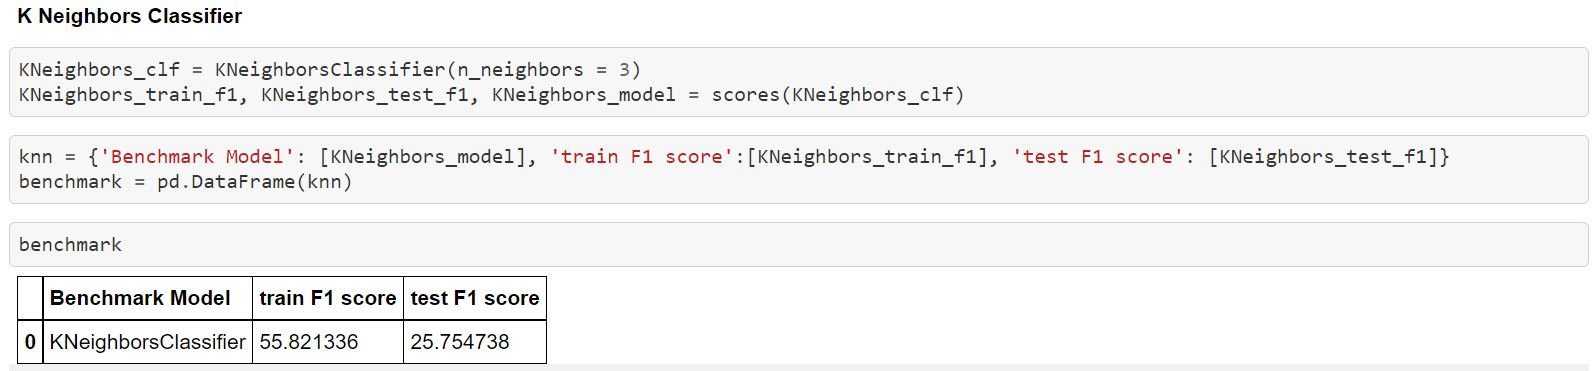 K Neighbors Classifier
KNeighbors_clf = KNeighborsClassifier(n_neighbors = 3)
KNeighbors_train_f1, KNeighbors_test_f1, KNeighbors_model = scores(KNeighbors_clf)
knn = {'Benchmark Model': [KNeighbors_model], 'train F1 score':[KNeighbors_train_f1], 'test F1 score': [KNeighbors_test_f1]}
benchmark = pd.DataFrame(knn)
benchmark
Benchmark Model train F1 score test F1 score
0 KNeighborsClassifier 55.821336 25.754738